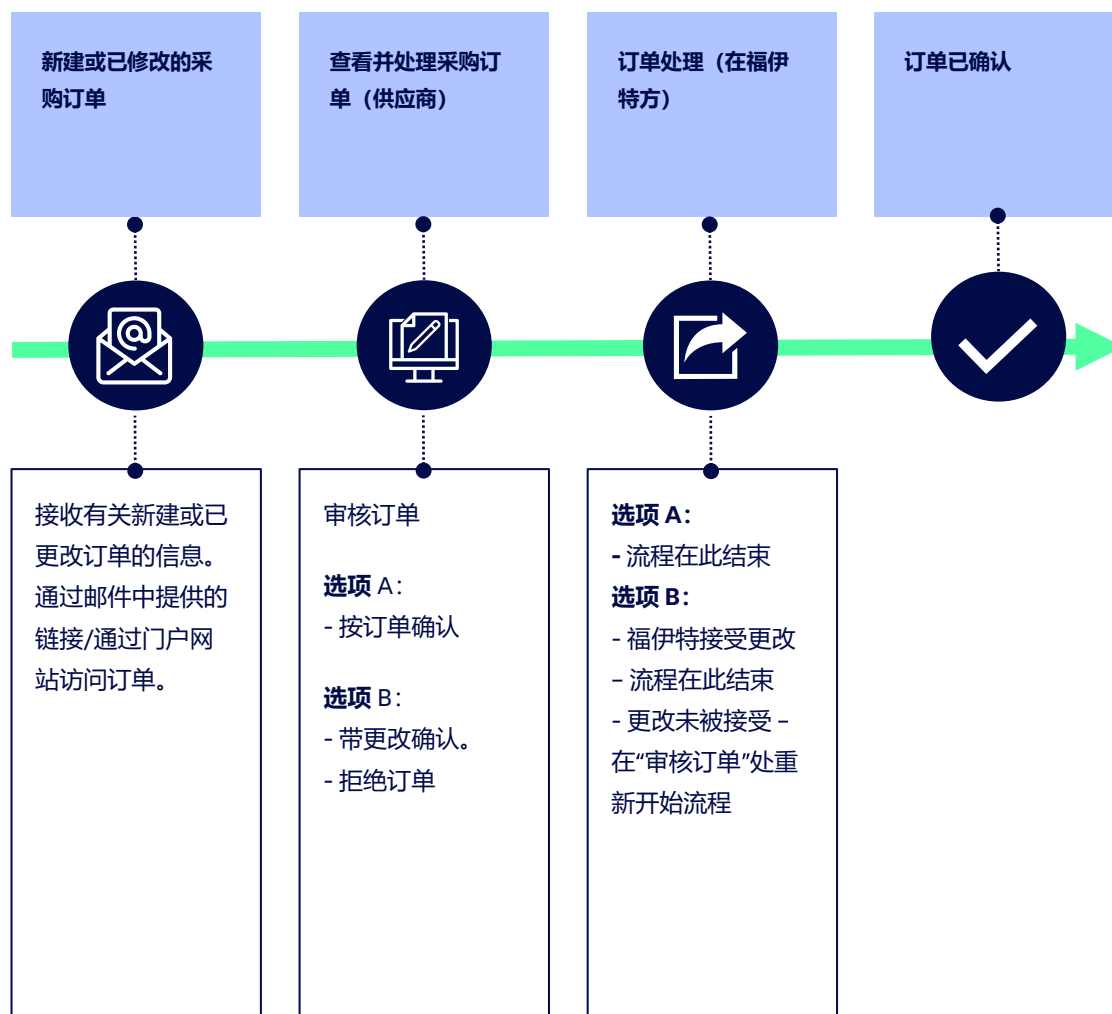 新建或已修改的采
购订单
查看并处理采购订
单（供应商）
订单处理（在福伊
特方）
订单已确认
接收有关新建或已
更改订单的信息。
通过邮件中提供的
链接/通过门户网
站访问订单。
审核订单
选项 A：
- 按订单确认
选项 B：
- 带更改确认。
- 拒绝订单
选项 A：
- 流程在此结束
选项 B：
- 福伊特接受更改
– 流程在此结束
- 更改未被接受 –
在“审核订单”处重
新开始流程